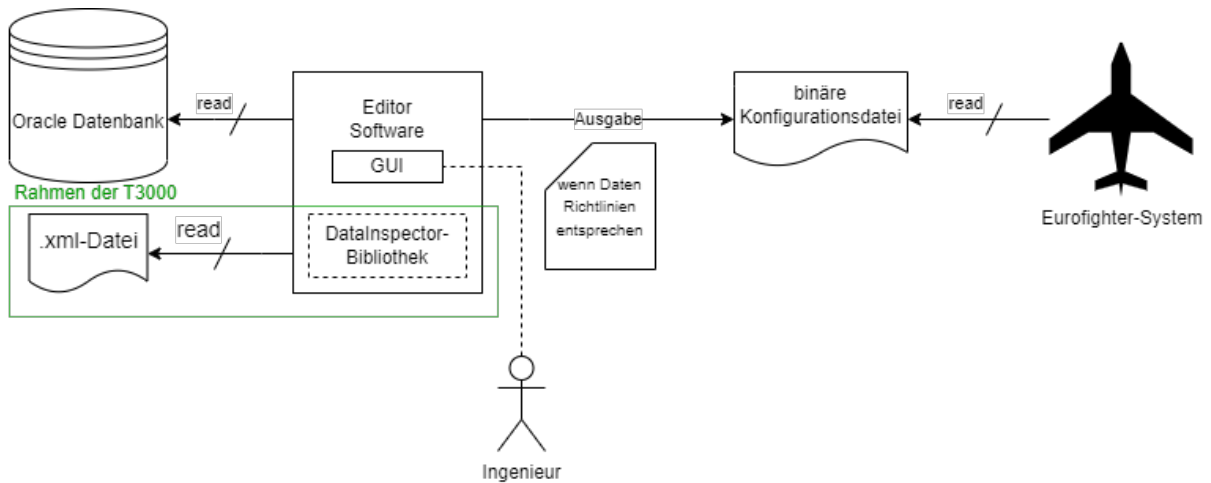 Oracle Datenbank
read
Editor
Software
GUI
Ausgabe
wenn Daten
Richtlinien
entsprechen
binäre
Konfigurationsdatei
read
Eurofighter-System
Rahmen der T3000
.xml-Datei
read
DataInspector-
Bibliothek
Ingenieur